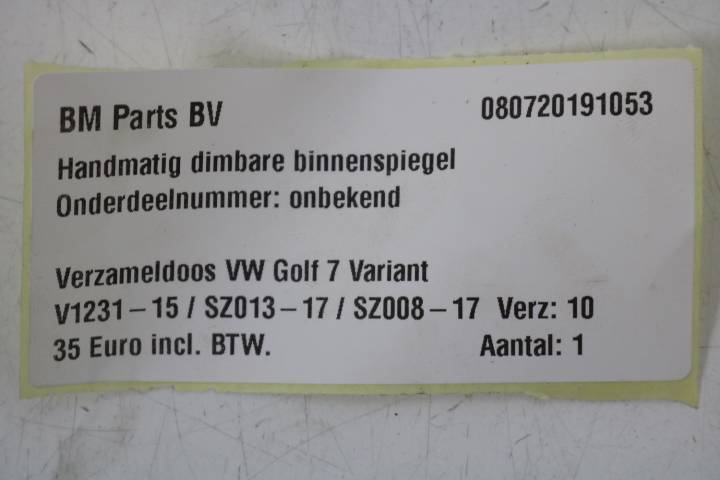 BM Parts BV 080720191053
Handmatig dimbare binnenspiegel
Onderdeelnummer: onbekend
Verzameldoos VW Golf 7 Variant
V1231-15 / SZ013-17 / SZ008-17 Verz: 10
35 Euro incl. BTW. Aantal: 1